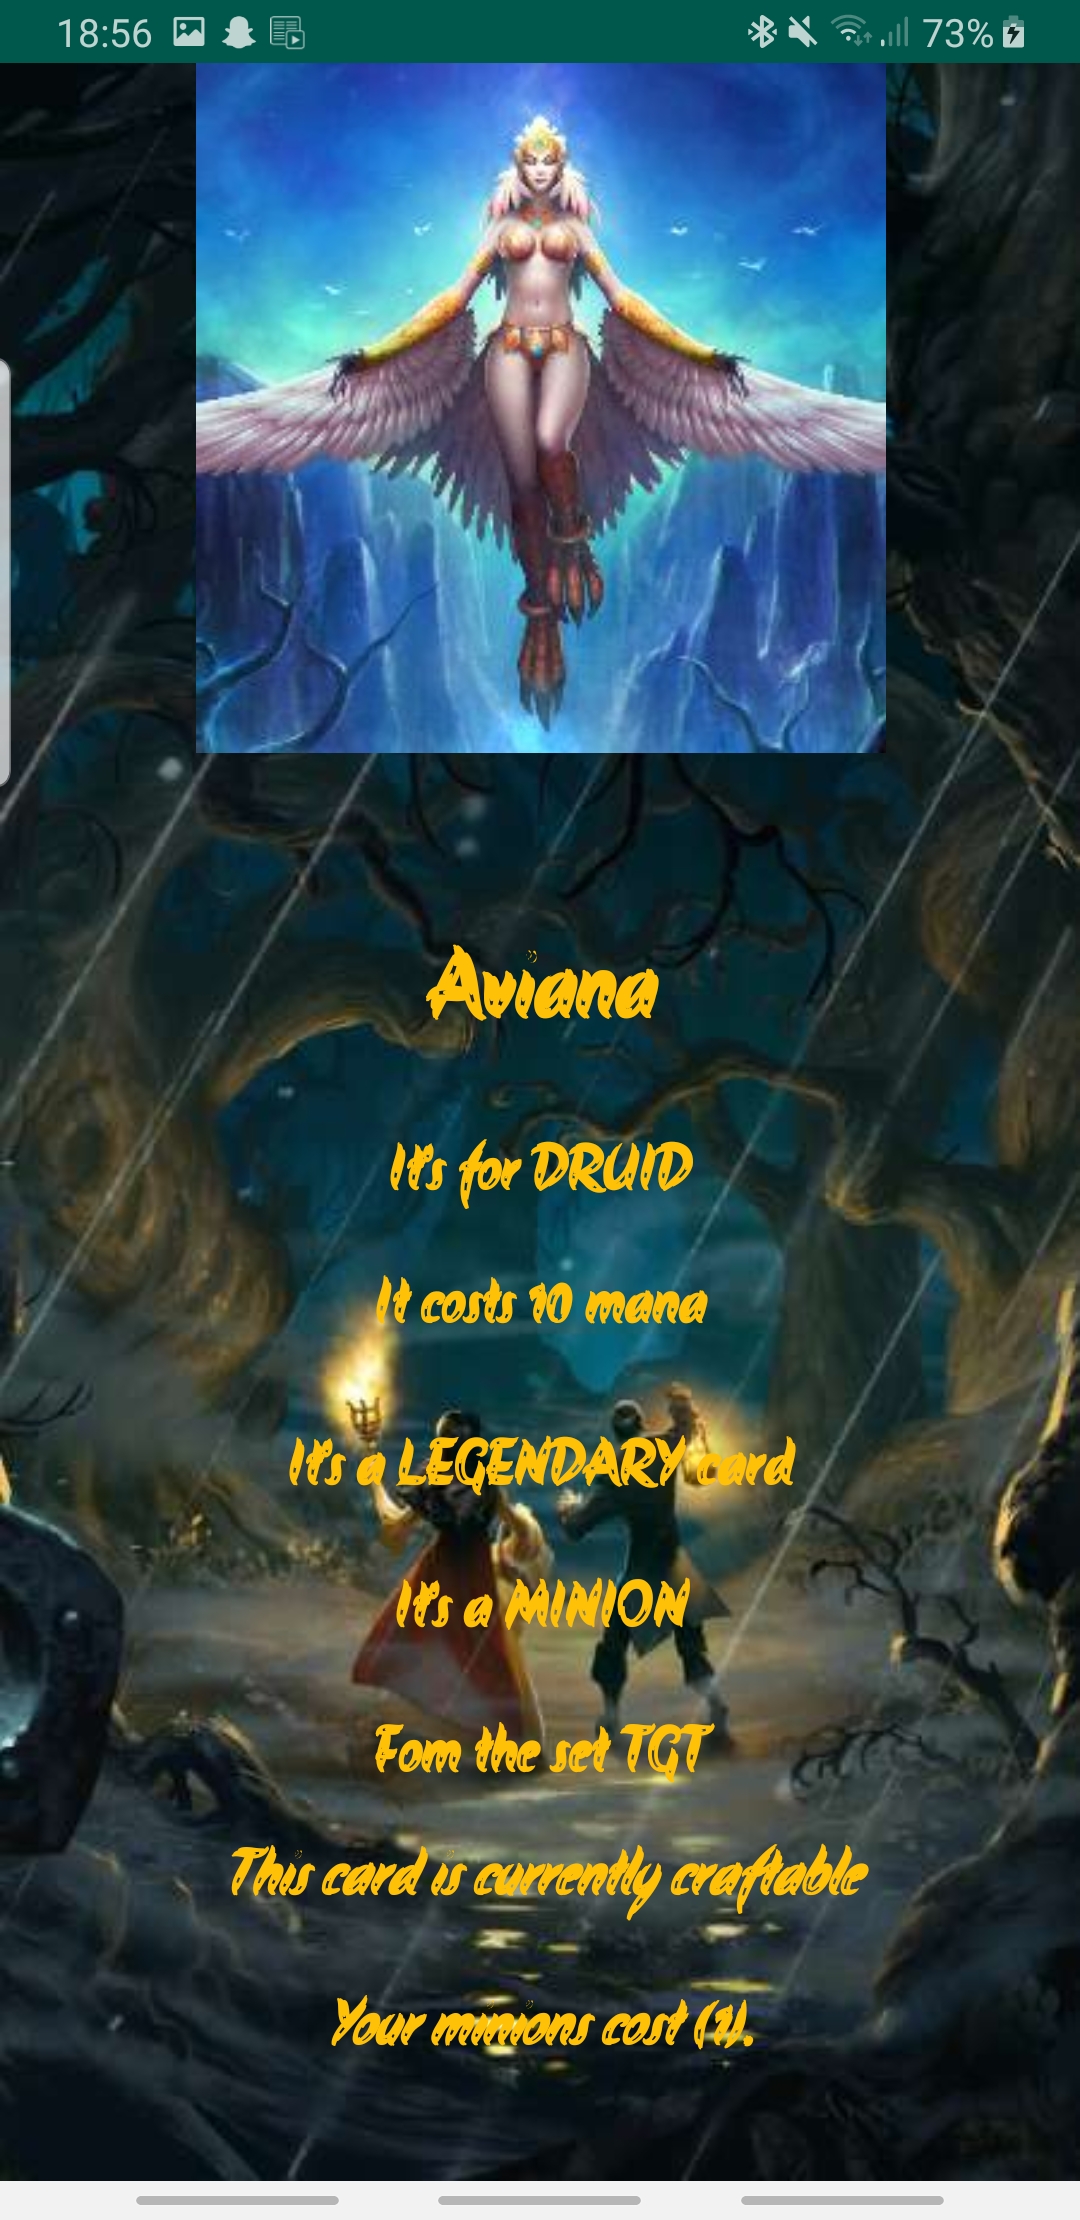 18:56
73%
Aviana
It's for DRUID
It costs 10 mana
It's a LEGENDARY card
It's a MINION
Fom the set TGT
This card is currently craftable
Your minions cost (1).